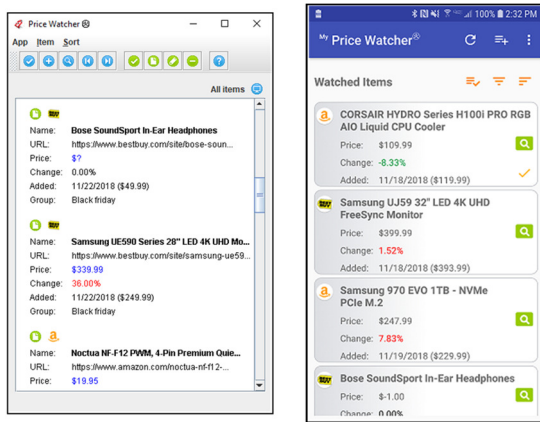 Price Watcher ®
App Item Sort
All items
Name: Bose SoundSport In-Ear Headphones
URL: https://www.bestbuy.com/site/bose-soun...
Price: $?
Change: 0.00%
Added: 11/22/2018 ($49.99)
Group: Black friday
Name: Samsung UE590 Series 28" LED 4K UHD Mo...
URL: https://www.bestbuy.com/site/samsung-ue59...
Price: $339.99
Change: 36.00%
Added: 11/22/2018 ($249.99)
Group: Black friday
Name: Noctua NF-F12 PWM, 4-Pin Premium Quie...
URL: https://www.amazon.com/noctua-nf-f12-...
Price: $19.95
100% 2:32 PM
My Price Watcher®
Watched Items
CORSAIR HYDRO Series H100i PRO RGB
AIO Liquid CPU Cooler
Price: $109.99
Change: -8.33%
Added: 11/18/2018 ($119.99)
Samsung UJ59 32" LED 4K UHD
FreeSync Monitor
Price: $399.99
Change: 1.52%
Added: 11/18/2018 ($393.99)
Samsung 970 EVO 1TB - NVMe
PCIe M.2
Price: $247.99
Change: 7.83%
Added: 11/19/2018 ($229.99)
Bose SoundSport In-Ear Headphones
Price: $-1.00
Change: 0.00%